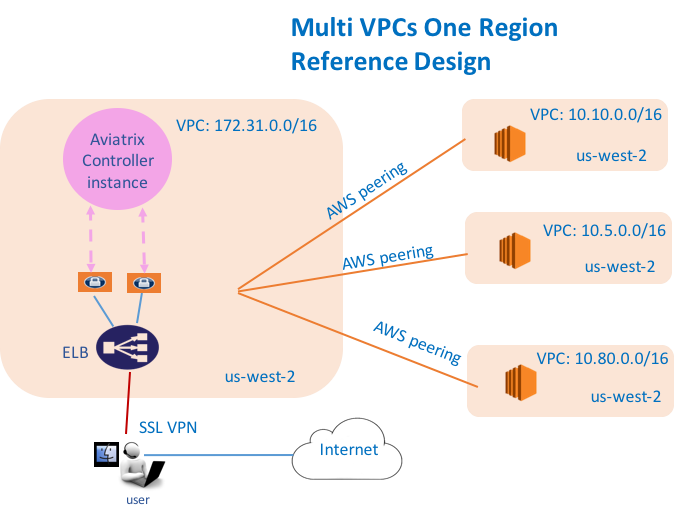 Multi VPCs One Region
Reference Design
Aviatrix
Controller
instance
VPC: 172.31.0.0/16
VPC: 10.10.0.0/16
us-west-2
AWS peering
VPC: 10.5.0.0/16
us-west-2
AWS peering
AWS peering
VPC: 10.80.0.0/16
us-west-2
ELB
us-west-2
SSL VPN
Internet
user